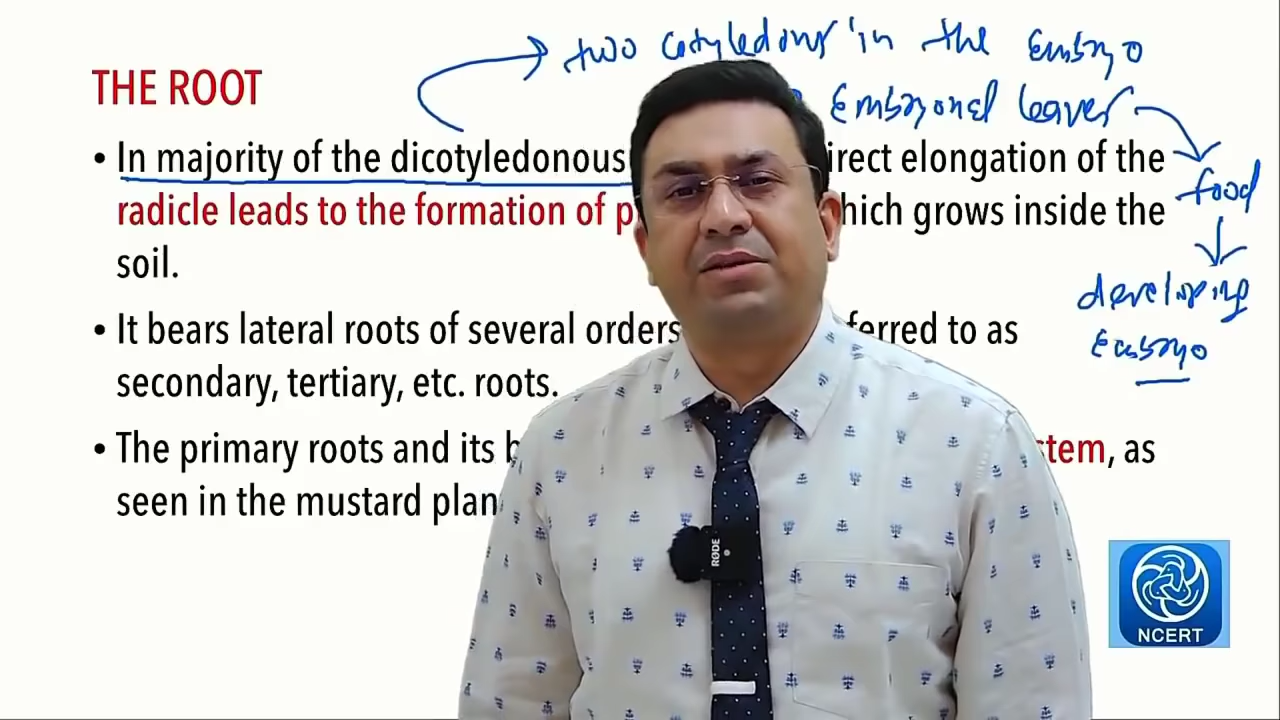 two cotyledons in the Embryo
THE ROOT
Embryonal leaves
• In majority of the dicotyledonous irect elongation of the
food
radicle leads to the formation of p hich grows inside the
soil.
developing
Embryo
• It bears lateral roots of several orders ferred to as
secondary, tertiary, etc. roots.
• The primary roots and its b stem, as
seen in the mustard plan
RØDE
NCERT